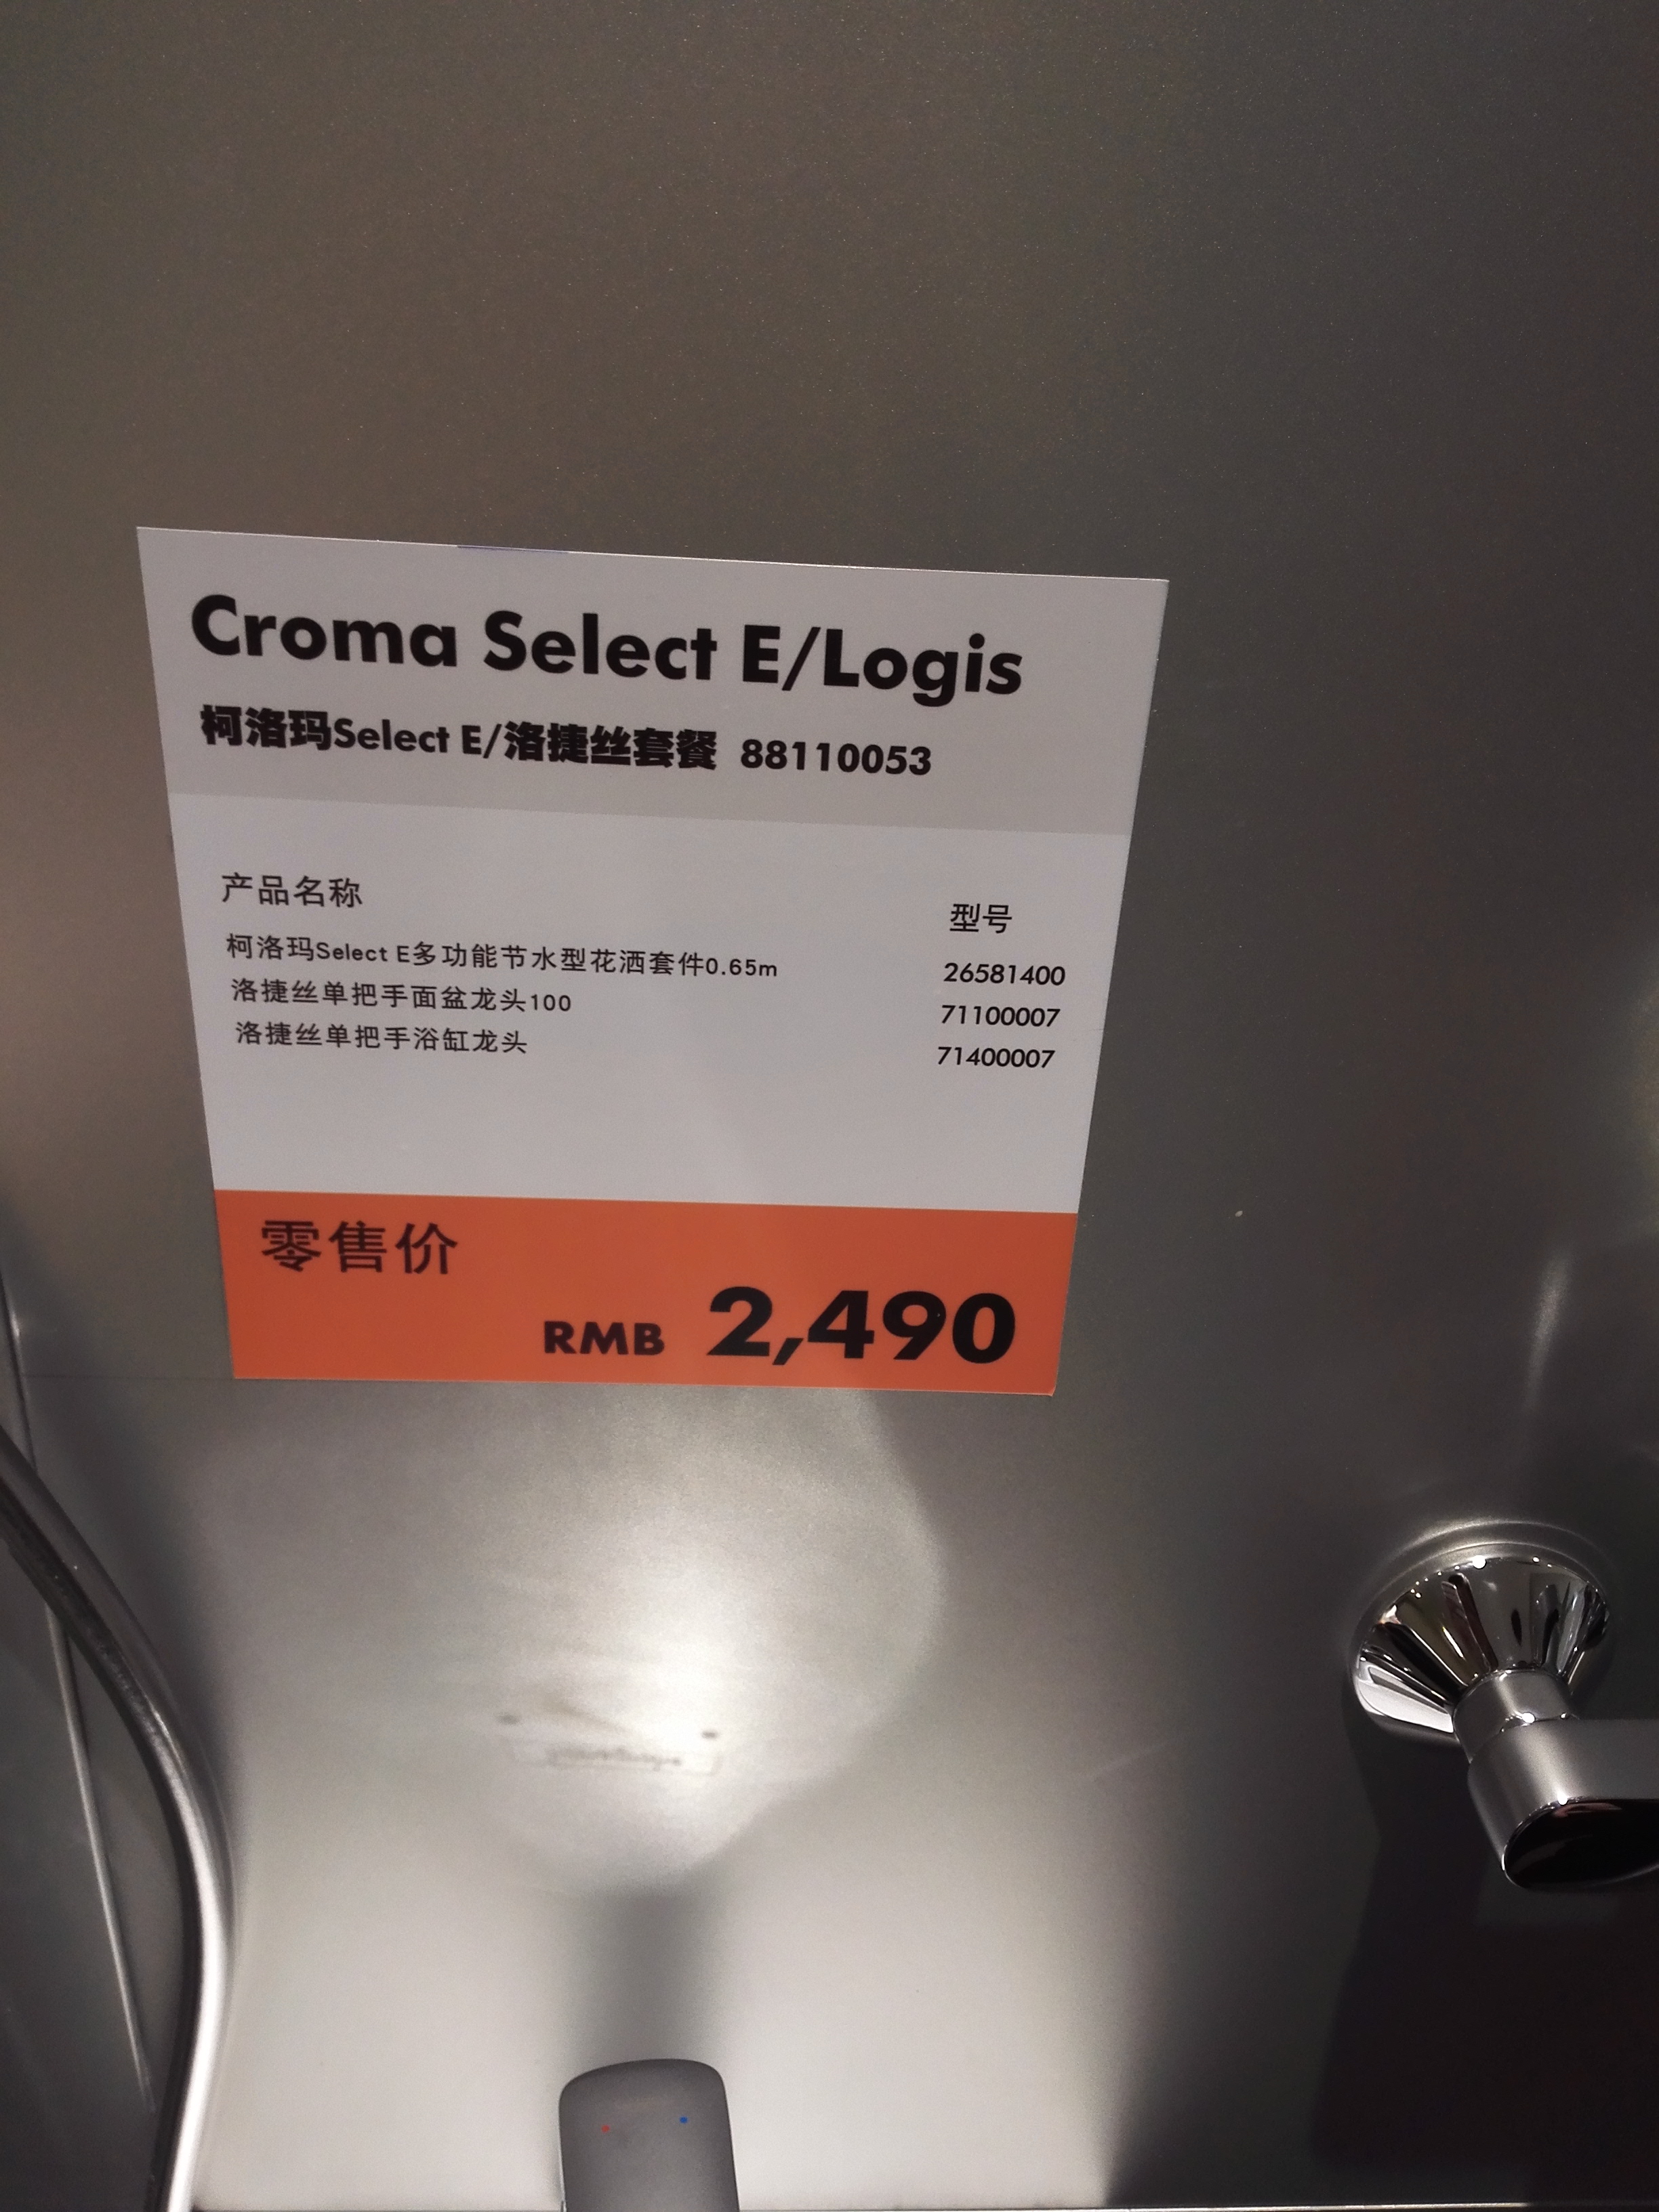 Croma Select E/Logis
柯洛玛Select E/洛捷丝套餐 88110053
产品名称 型号
柯洛玛Select E多功能节水型花洒套件0.65m 26581400
洛捷丝单把手面盆龙头100 71100007
洛捷丝单把手浴缸龙头 71400007
零售价
RMB 2,490